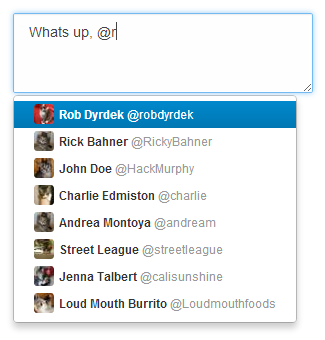 Whats up, @r
Rob Dyrdek @robdyrdek
Rick Bahner @RickyBahner
John Doe @HackMurphy
Charlie Edmiston @charlie
Andrea Montoya @andream
Street League @streetleague
Jenna Talbert @calisunshine
Loud Mouth Burrito @Loudmouthfoods